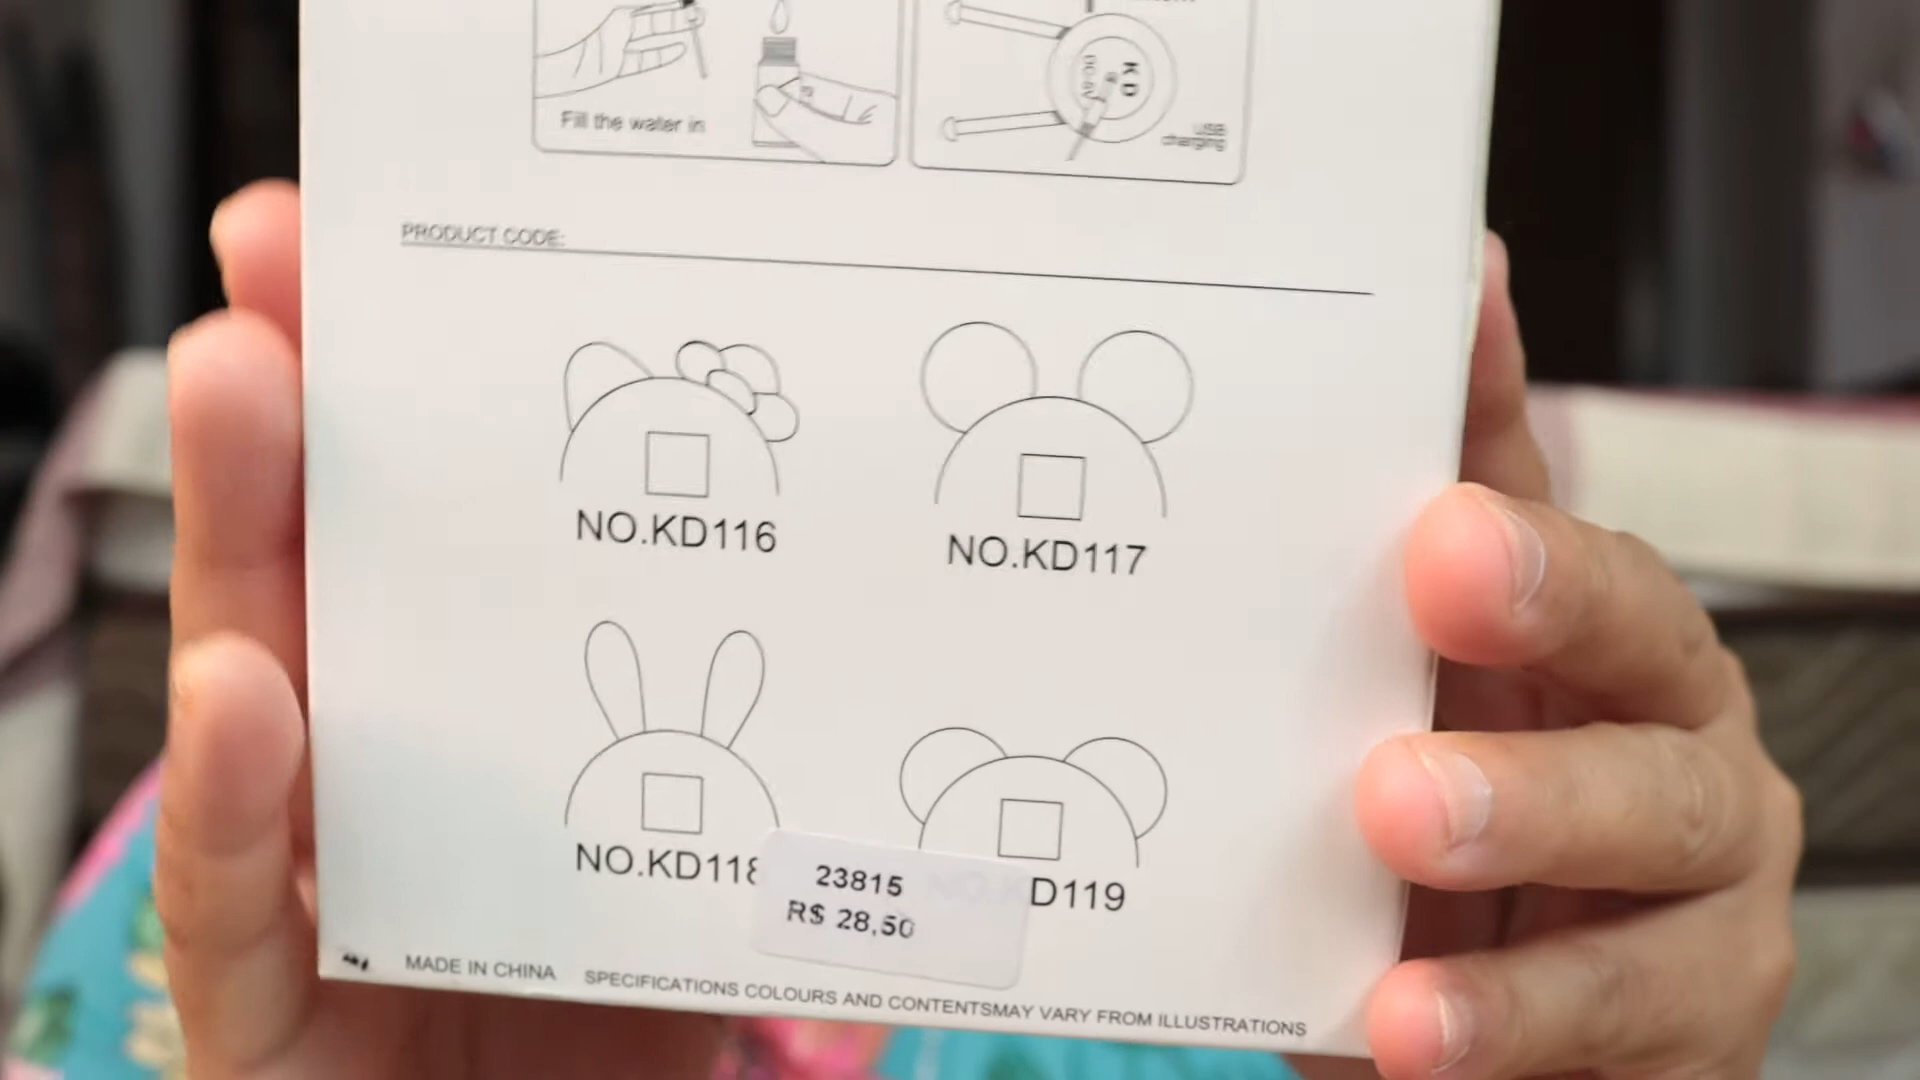 Fill the water in
KD
USB
charging
PRODUCT CODE:
NO.KD116
NO.KD117
NO.KD118
D119
23815
R$ 28,50
MADE IN CHINA SPECIFICATIONS COLOURS AND CONTENTSMAY VARY FROM ILLUSTRATIONS